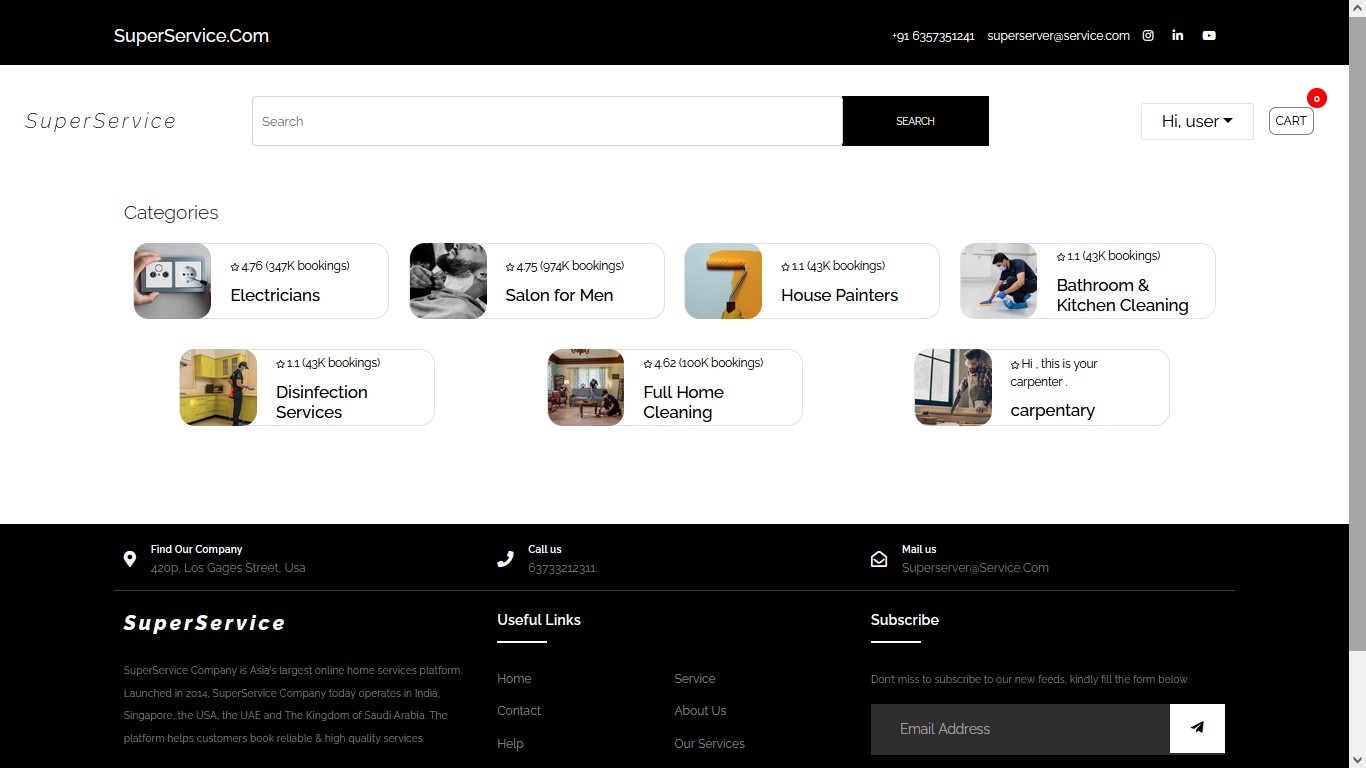 SuperService.Com
+91 6357351241 superserver@service.com
SuperService
Search
SEARCH
Hi, user
0
CART
Categories
4.76 (347K bookings)
Electricians
4.75 (974K bookings)
Salon for Men
1.1 (43K bookings)
House Painters
1.1 (43K bookings)
Bathroom &
Kitchen Cleaning
1.1 (43K bookings)
Disinfection
Services
4.62 (100K bookings)
Full Home
Cleaning
Hi , this is your
carpenter .
carpentary
Find Our Company
420p, Los Gages Street, Usa
Call us
63733212311
Mail us
Superserver@Service.Com
SuperService
SuperService Company is Asia's largest online home services platform.
Launched in 2014, SuperService Company today operates in India,
Singapore, the USA, the UAE and The Kingdom of Saudi Arabia. The
platform helps customers book reliable & high quality services.
Useful Links
Home
Service
Contact
About Us
Help
Our Services
Subscribe
Don't miss to subscribe to our new feeds, kindly fill the form below.
Email Address